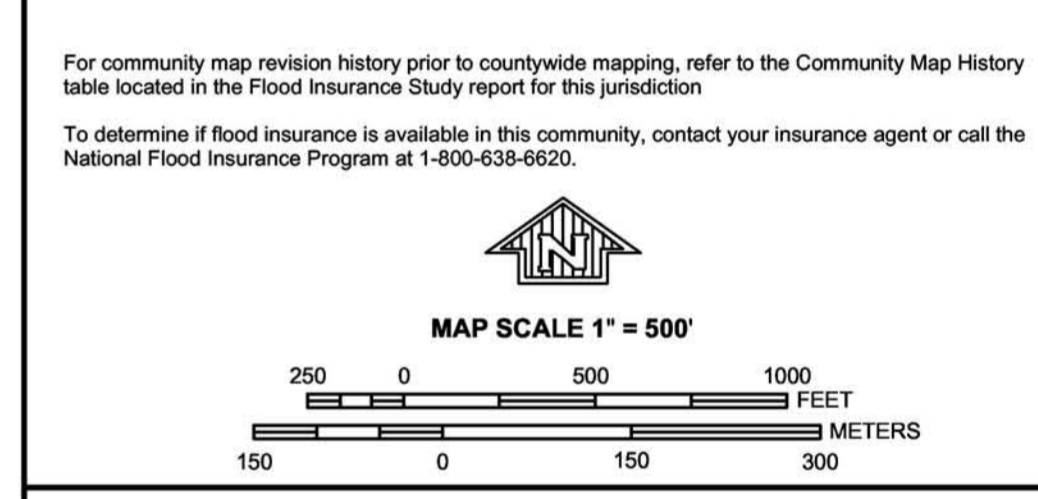 For community map revision history prior to countywide mapping, refer to the Community Map History
table located in the Flood Insurance Study report for this jurisdiction
To determine if flood insurance is available in this community, contact your insurance agent or call the
National Flood Insurance Program at 1-800-638-6620.
N
MAP SCALE 1" = 500'
250 0 500 1000
FEET
METERS
150 0 150 300